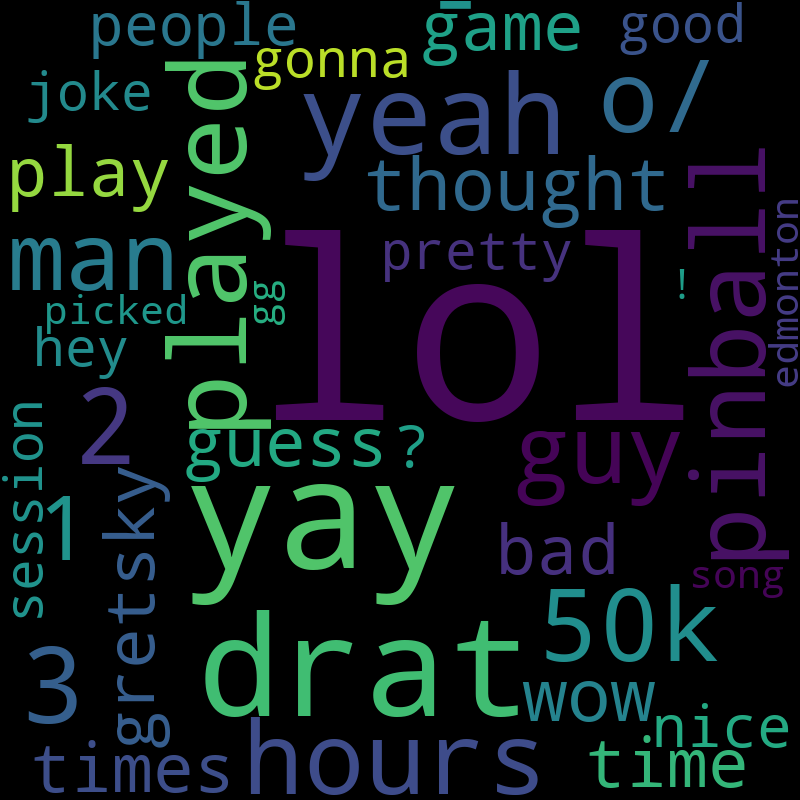 people
game
good
gonna
joke
yeah
o/
play
played
thought
pinball
man
pretty
edmonton
lol
!
picked
gg
hey
2
guess?
guy
session
1
yay
gretsky
bad
song
50k
drat
3
wow
nice
times
hours
time